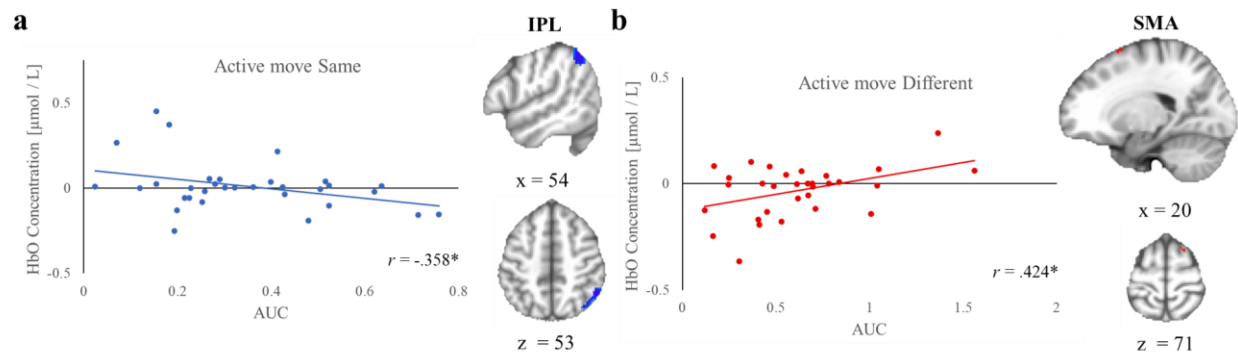 a
Active move Same
HbO Concentration [μmol / L]
0.5
0
-0.5
0
0.2
0.4
0.6
0.8
AUC
r = -.358*
IPL
x = 54
z = 53
b
Active move Different
HbO Concentration [μmol / L]
0.5
0
-0.5
0
0.5
1
1.5
2
AUC
r = .424*
SMA
x = 20
z = 71